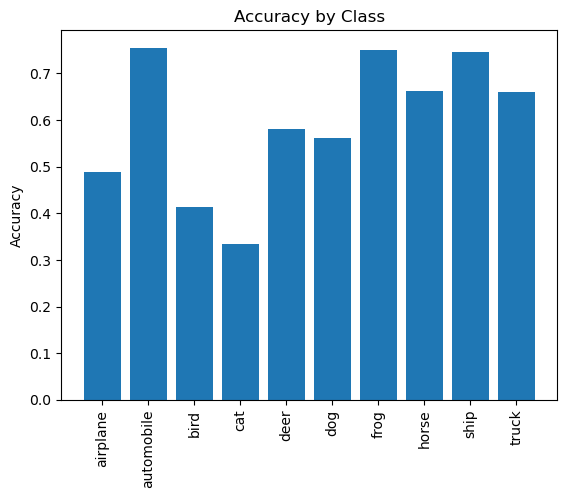 Accuracy by Class
Accuracy
0.7
0.6
0.5
0.4
0.3
0.2
0.1
0.0
airplane
automobile
bird
cat
deer
dog
frog
horse
ship
truck